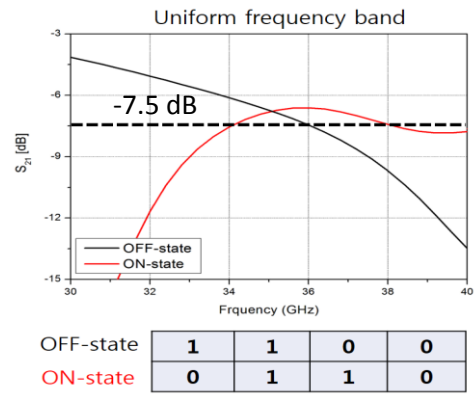 Uniform frequency band
-3
-6
-7.5 dB
-9
-12
-15
S21 [dB]
OFF-state
ON-state
30 32 34 36 38 40
Frquency (GHz)
OFF-state 1 1 0 0
ON-state 0 1 1 0